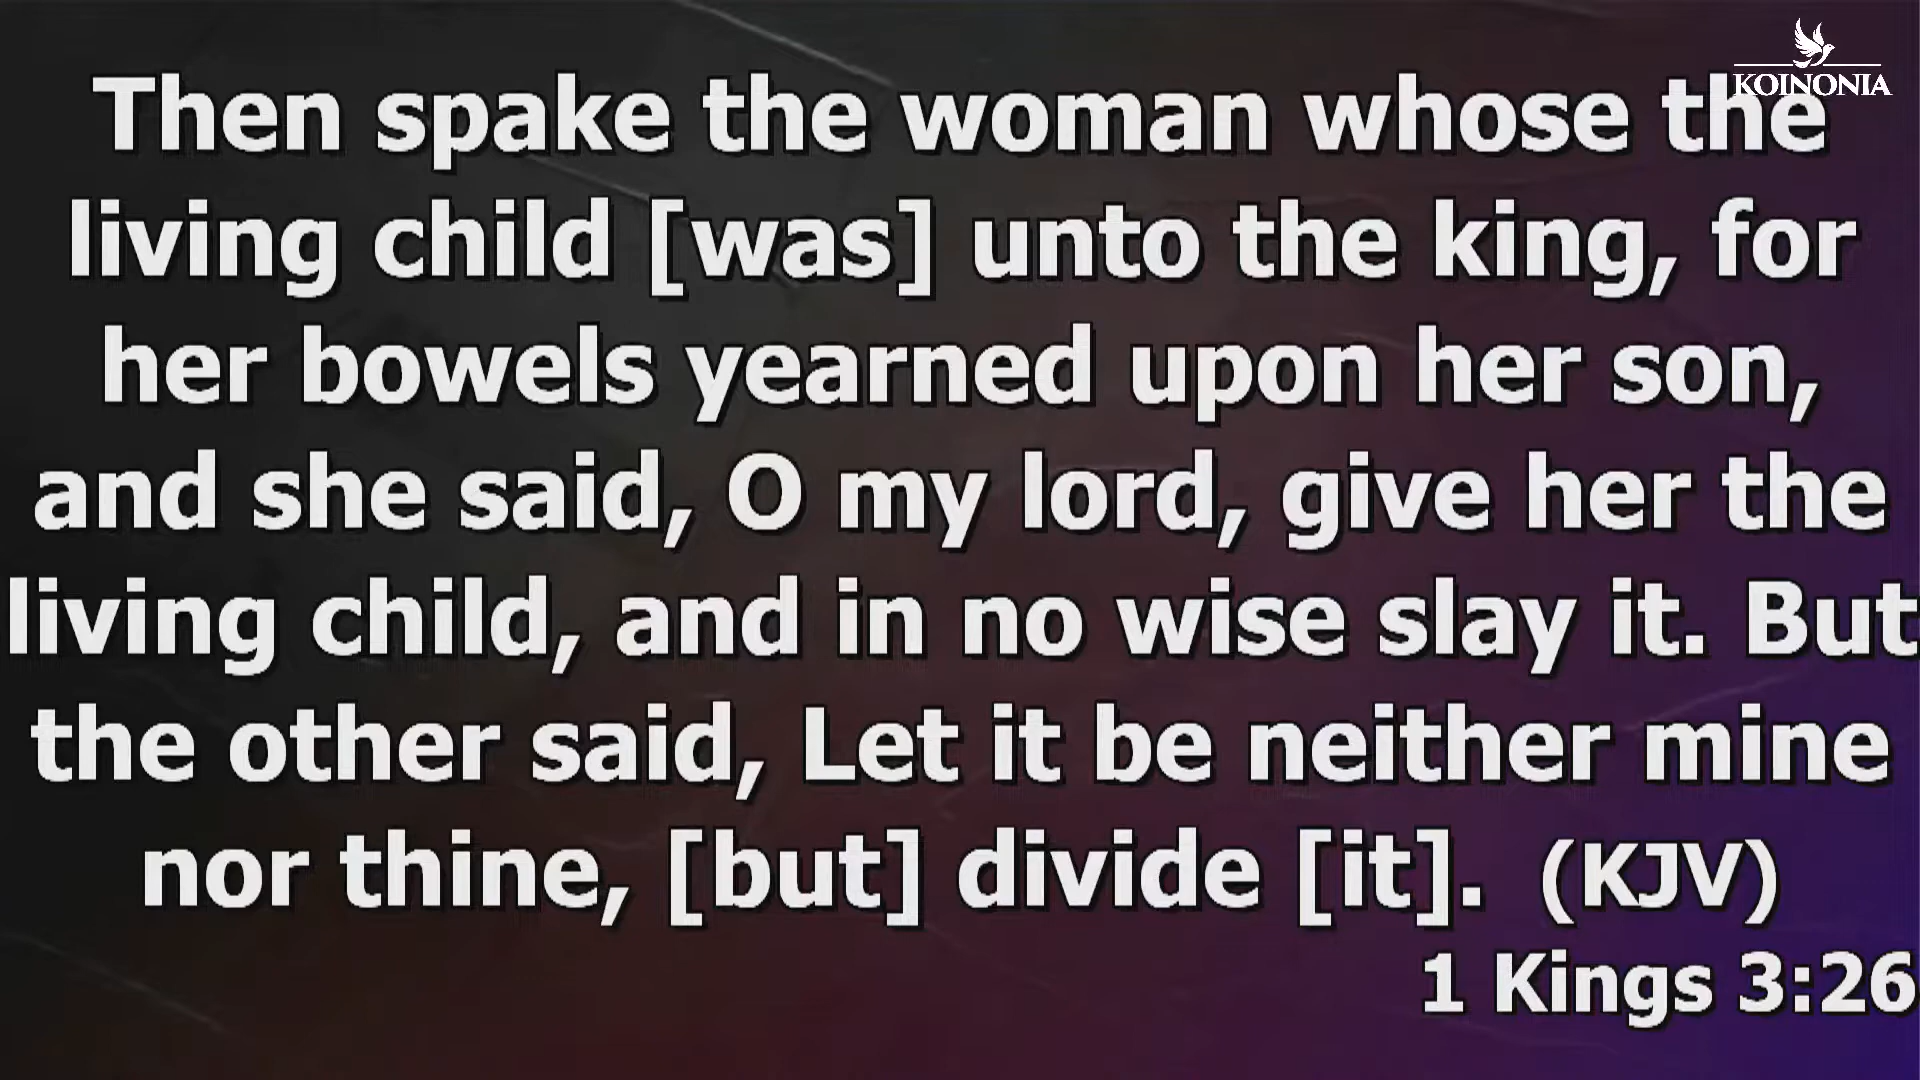 KOINONIA
Then spake the woman whose the
living child [was] unto the king, for
her bowels yearned upon her son,
and she said, O my lord, give her the
living child, and in no wise slay it. But
the other said, Let it be neither mine
nor thine, [but] divide [it]. (KJV)
1 Kings 3:26